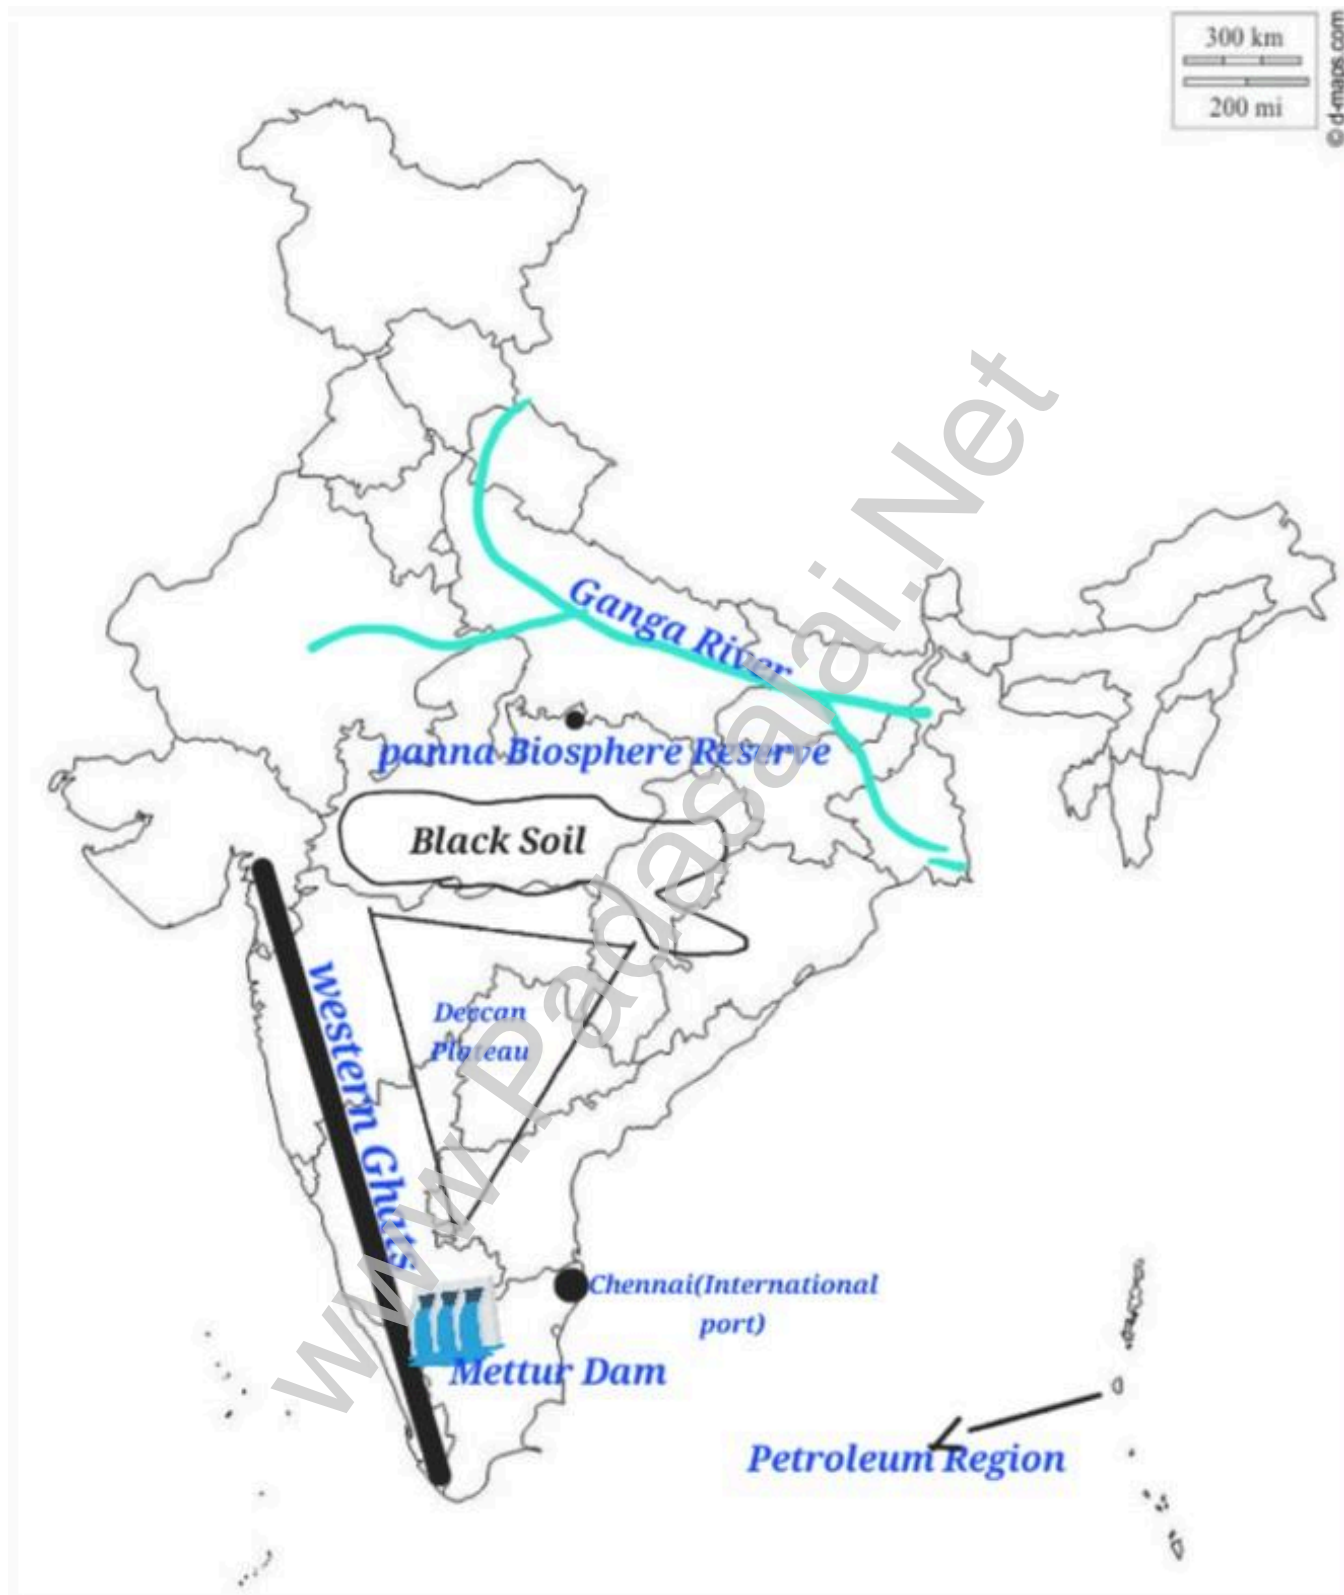 300 km
200 mi
© d-maps.com
Ganga River
panna Biosphere Reserve
Black Soil
western Ghats
Deccan
Plateau
Chennai(International
port)
Mettur Dam
Petroleum Region
www.Padasalai.Net